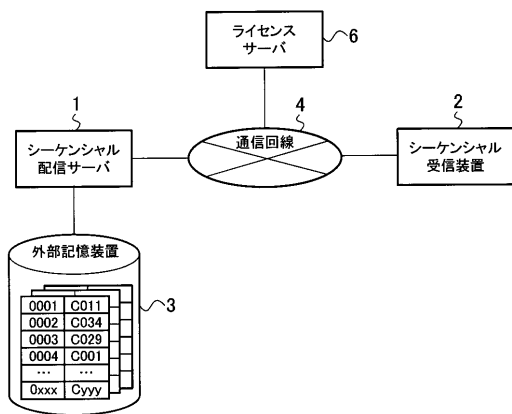 ライセンス
サーバ
6
4
通信回線
1
シーケンシャル
配信サーバ
2
シーケンシャル
受信装置
外部記憶装置
3
0001 C011
0002 C034
0003 C029
0004 C001
… …
0xxx Cyyy